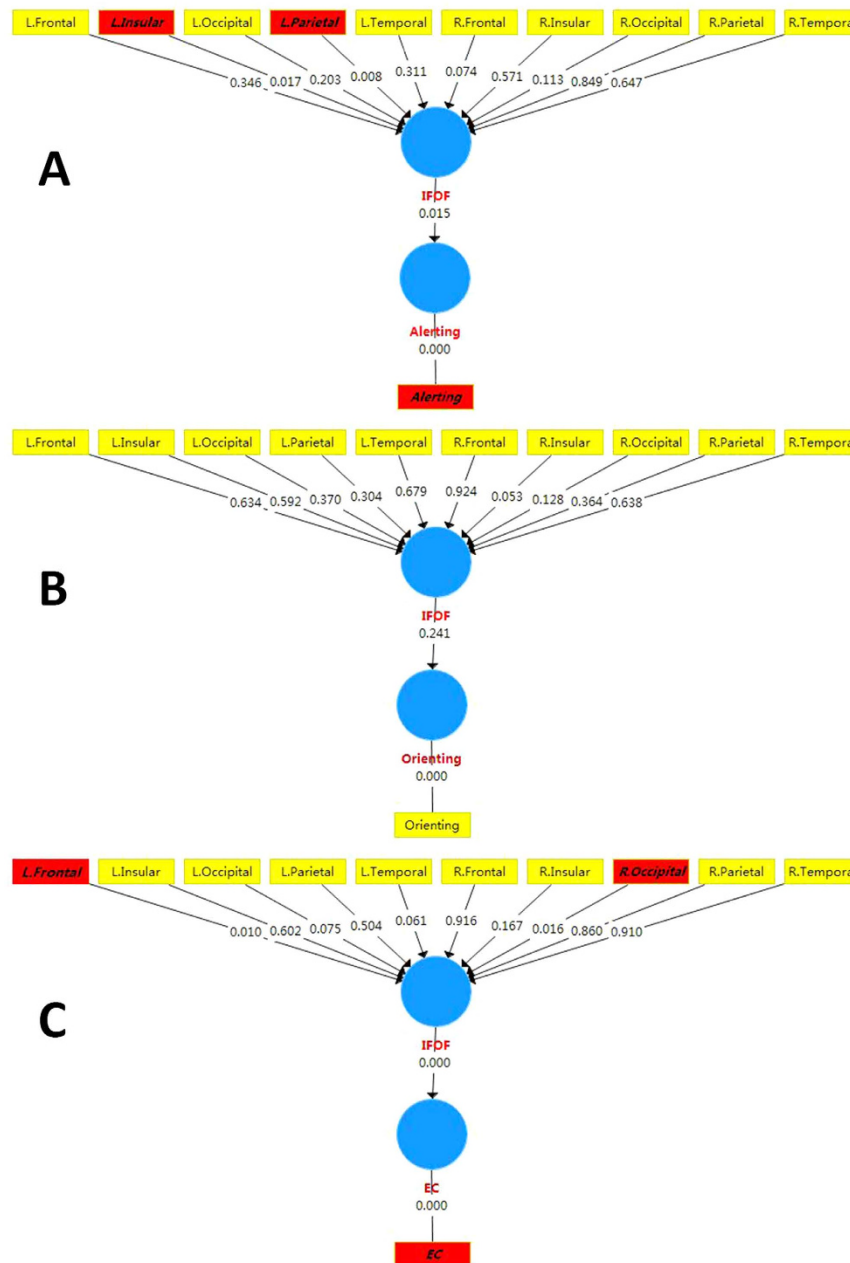 L.Frontal L.Insular L.Occipital L.Parietal L.Temporal R.Frontal R.Insular R.Occipital R.Parietal R.Tempora
0.346 0.017 0.203 0.008 0.311 0.074 0.571 0.113 0.849 0.647
A
IFOF
0.015
Alerting
0.000
Alerting
L.Frontal L.Insular L.Occipital L.Parietal L.Temporal R.Frontal R.Insular R.Occipital R.Parietal R.Tempora
0.634 0.592 0.370 0.304 0.679 0.924 0.053 0.128 0.364 0.638
B
IFOF
0.241
Orienting
0.000
Orienting
L.Frontal L.Insular L.Occipital L.Parietal L.Temporal R.Frontal R.Insular R.Occipital R.Parietal R.Tempora
0.010 0.602 0.075 0.504 0.061 0.916 0.167 0.016 0.860 0.910
C
IFOF
0.000
EC
0.000
EC